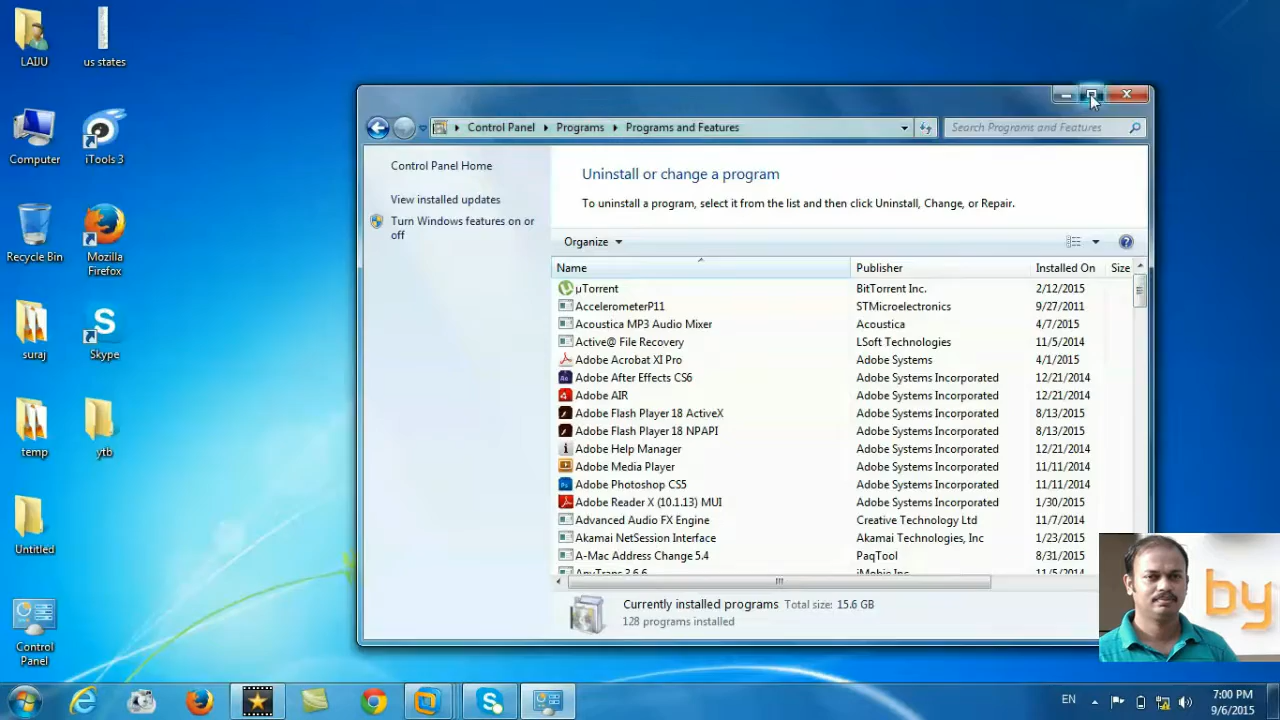 LAIJU
us states
Computer
iTools 3
Recycle Bin
Mozilla
Firefox
suraj
Skype
temp
ytb
Untitled
Control
Panel
Control Panel
Programs
Programs and Features
Search Programs and Features
Control Panel Home
View installed updates
Turn Windows features on or
off
Uninstall or change a program
To uninstall a program, select it from the list and then click Uninstall, Change, or Repair.
Organize
Name Publisher Installed On Size
µTorrent BitTorrent Inc. 2/12/2015
AccelerometerP11 STMicroelectronics 9/27/2011
Acoustica MP3 Audio Mixer Acoustica 4/7/2015
Active@ File Recovery LSoft Technologies
Adobe Acrobat XI Pro Adobe Systems 4/1/2015
Adobe After Effects CS6 Adobe Systems Incorporated 12/21/2014
Adobe AIR Adobe Systems Incorporated 12/21/2014
Adobe Flash Player 18 ActiveX Adobe Systems Incorporated 8/13/2015
Adobe Flash Player 18 NPAPI Adobe Systems Incorporated 8/13/2015
Adobe Help Manager Adobe Systems Incorporated 12/21/2014
Adobe Media Player Adobe Systems Incorporated 11/11/2014
Adobe Photoshop CS5 Adobe Systems Incorporated 11/11/2014
Adobe Reader X (10.1.13) MUI Adobe Systems Incorporated 1/30/2015
Advanced Audio FX Engine Creative Technology Ltd 11/7/2014
Akamai NetSession Interface Akamai Technologies, Inc 1/23/2015
A-Mac Address Change 5.4 PaqTool 8/31/2015
AnyTrans 3.6.6 iMobie Inc. 11/5/2014
Currently installed programs Total size: 15.6 GB
128 programs installed
by
EN
7:00 PM
9/6/2015